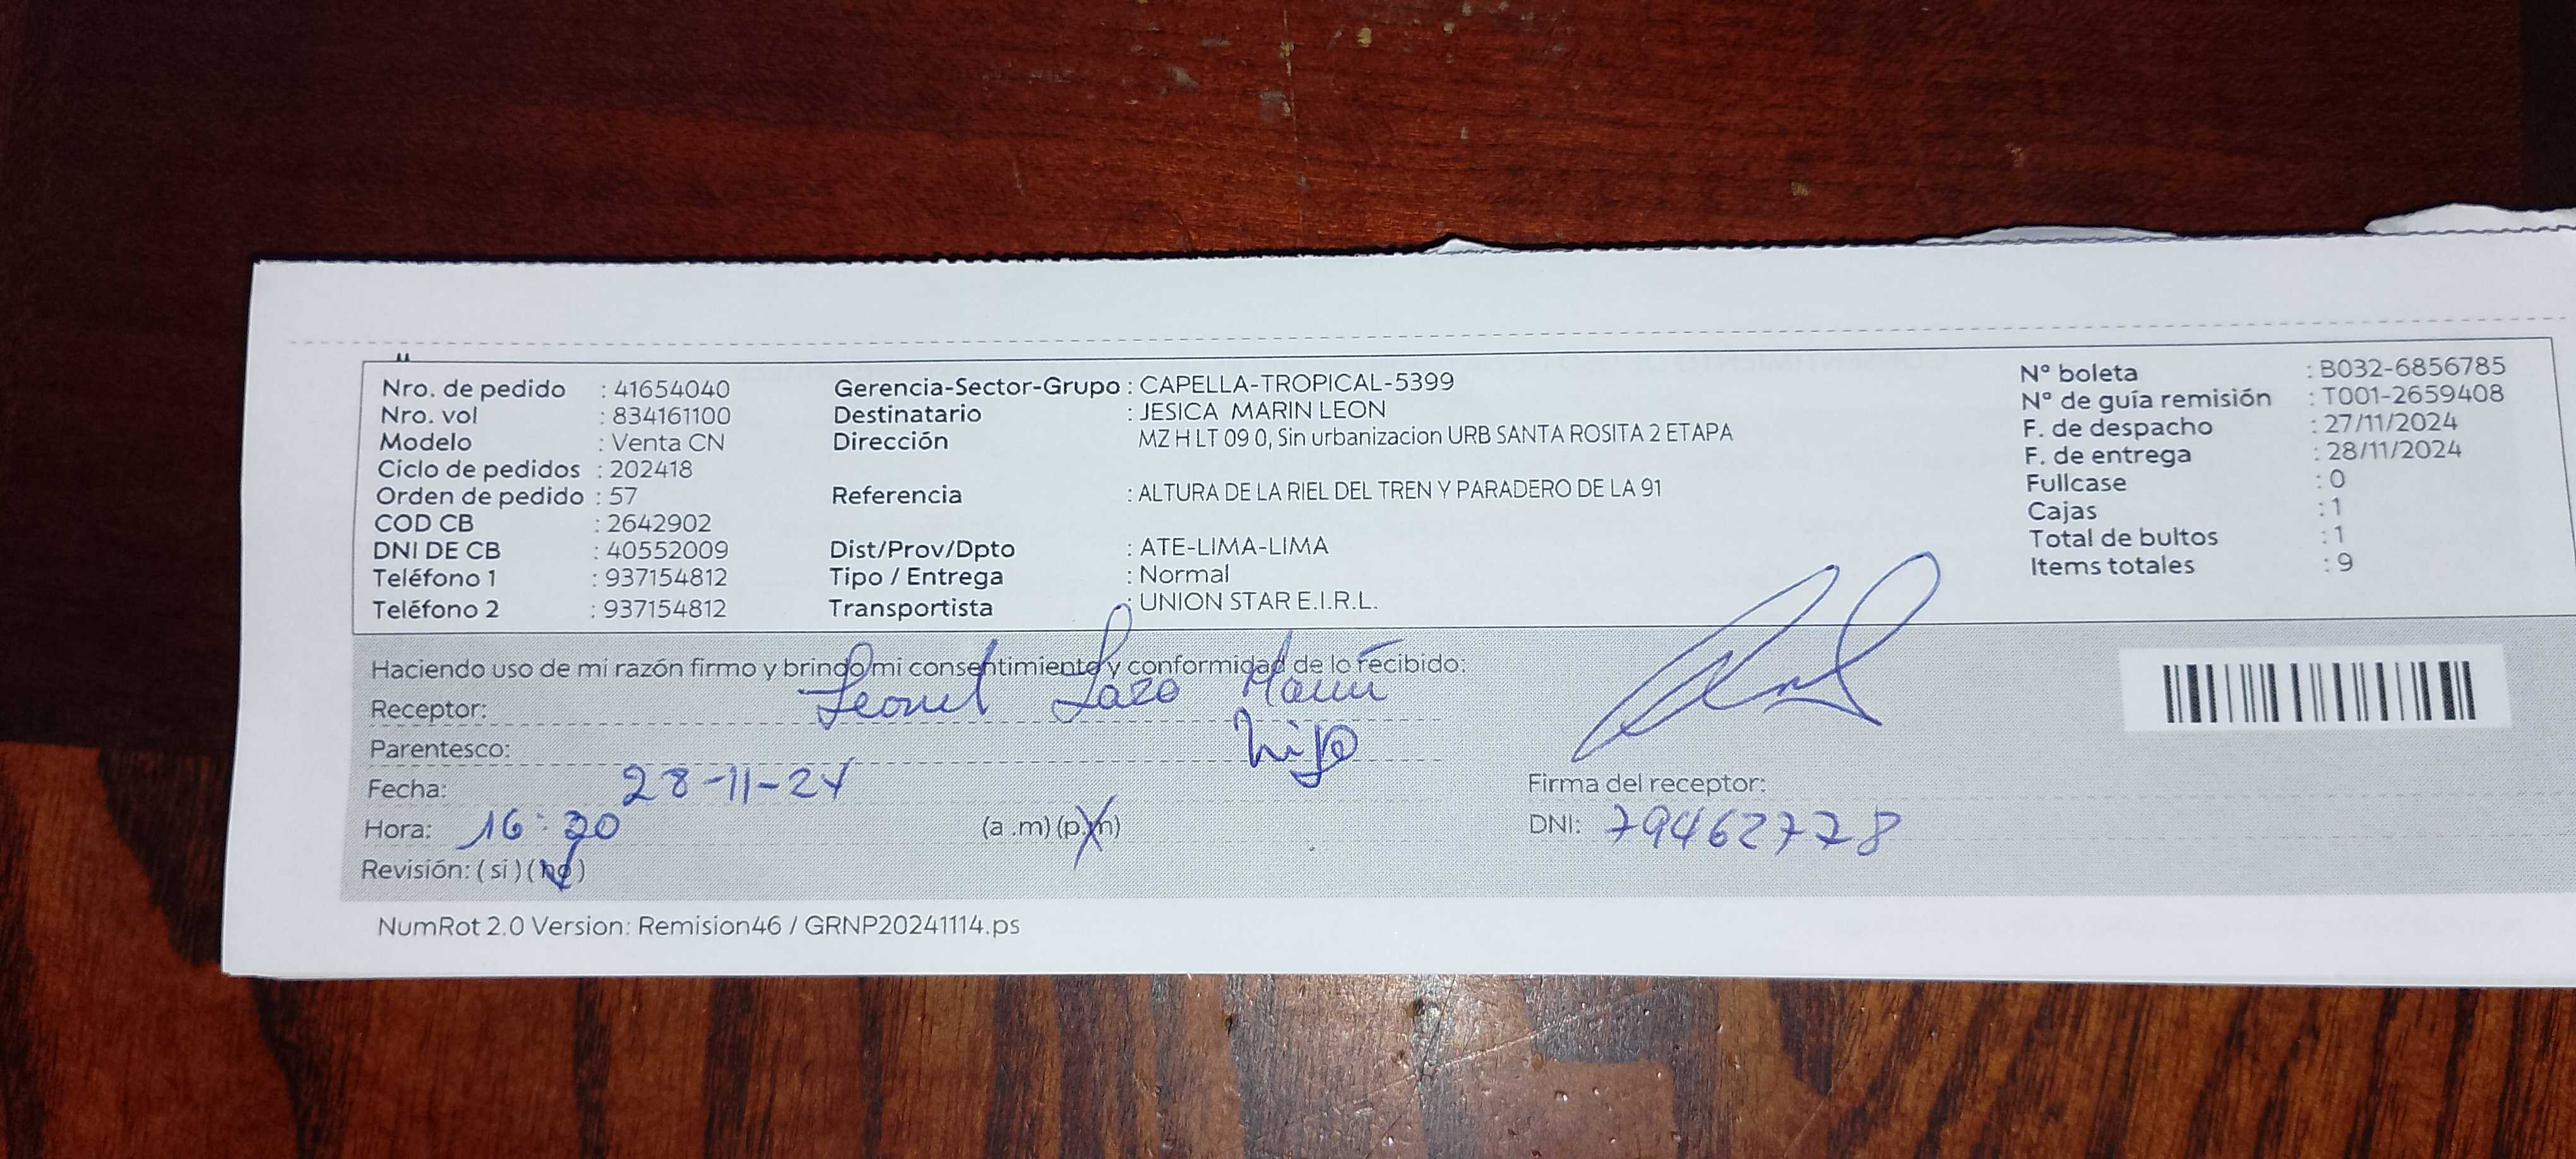 Nro. de pedido : 41654040
Nro. vol : 834161100
Modelo : Venta CN
Ciclo de pedidos : 202418
Orden de pedido : 57
COD CB : 2642902
DNI DE CB : 40552009
Teléfono 1 : 937154812
Teléfono 2 : 937154812
Gerencia-Sector-Grupo : CAPELLA-TROPICAL-5399
Destinatario : JESICA MARIN LEON
Dirección MZ H LT 09 0, Sin urbanizacion URB SANTA ROSITA 2 ETAPA
Referencia : ALTURA DE LA RIEL DEL TREN Y PARADERO DE LA 91
Dist/Prov/Dpto : ATE-LIMA-LIMA
Tipo / Entrega : Normal
Transportista : UNION STAR E.I.R.L.
N° boleta : B032-6856785
N° de guía remisión : T001-2659408
F. de despacho : 27/11/2024
F. de entrega : 28/11/2024
Fullcase : 0
Cajas : 1
Total de bultos : 1
Items totales : 9
Haciendo uso de mi razón firmo y brindo mi consentimiento y conformidad de lo recibido:
Receptor: Leonel Lazo Marin
Parentesco: hijo
Fecha: 28-11-24
Hora: 16: (a .m) (p.m)
Revisión: ( si ) ( no )
Firma del receptor:
DNI: 79462778
NumRot 2.0 Version: Remision46 / GRNP20241114.ps